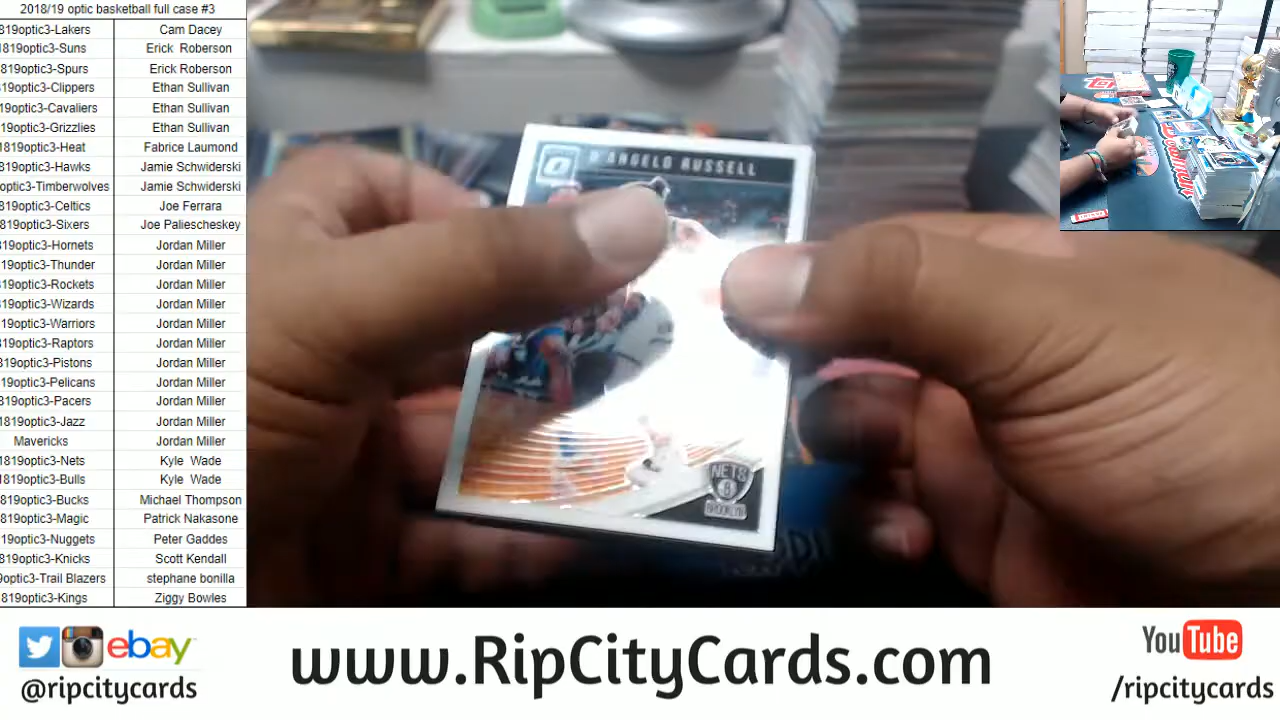 2018/19 optic basketball full case #3
819optic3-Lakers Cam Dacey
1819optic3-Suns Erick Roberson
819optic3-Spurs Erick Roberson
819optic3-Clippers Ethan Sullivan
19optic3-Cavaliers Ethan Sullivan
19optic3-Grizzlies Ethan Sullivan
1819optic3-Heat Fabrice Laumond
819optic3-Hawks Jamie Schwiderski
optic3-Timberwolves Jamie Schwiderski
819optic3-Celtics Joe Ferrara
819optic3-Sixers Joe Paliescheskey
819optic3-Hornets Jordan Miller
19optic3-Thunder Jordan Miller
19optic3-Rockets Jordan Miller
19optic3-Wizards Jordan Miller
19optic3-Warriors Jordan Miller
19optic3-Raptors Jordan Miller
19optic3-Pistons Jordan Miller
19optic3-Pelicans Jordan Miller
819optic3-Pacers Jordan Miller
1819optic3-Jazz Jordan Miller
Mavericks Jordan Miller
1819optic3-Nets Kyle Wade
1819optic3-Bulls Kyle Wade
819optic3-Bucks Michael Thompson
819optic3-Magic Patrick Nakasone
19optic3-Nuggets Peter Gaddes
819optic3-Knicks Scott Kendall
9optic3-Trail Blazers stephane bonilla
819optic3-Kings Ziggy Bowles
D'ANGELO RUSSELL
NETS
BROOKLYN
ebay
@ripcitycards
www.RipCityCards.com
YouTube
/ripcitycards